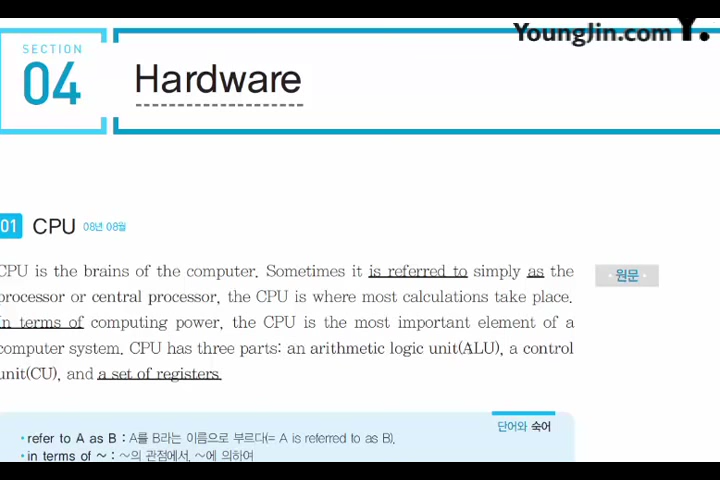 YoungJin.com Y.
SECTION
04
Hardware
01 CPU 08년 08월
CPU is the brains of the computer. Sometimes it is referred to simply as the
원문
processor or central processor, the CPU is where most calculations take place.
In terms of computing power, the CPU is the most important element of a
computer system. CPU has three parts: an arithmetic logic unit(ALU), a control
unit(CU), and a set of registers.
단어와 숙어
• refer to A as B : A를 B라는 이름으로 부르다(= A is referred to as B).
• in terms of ~ : ~의 관점에서, ~에 의하여